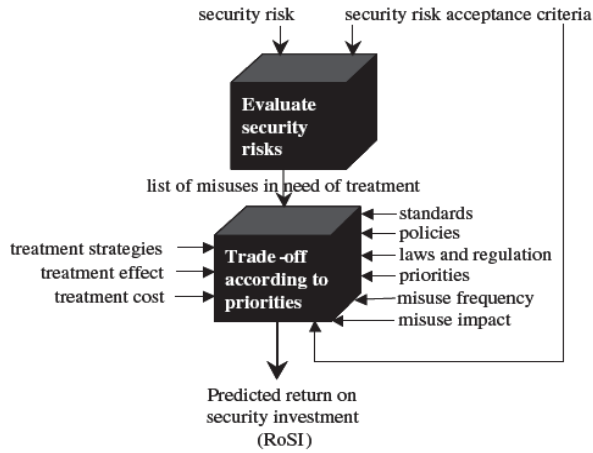 security risk
security risk acceptance criteria
Evaluate
security
risks
list of misuses in need of treatment
treatment strategies
treatment effect
treatment cost
Trade-off
according to
priorities
standards
policies
laws and regulation
priorities
misuse frequency
misuse impact
Predicted return on
security investment
(RoSI)